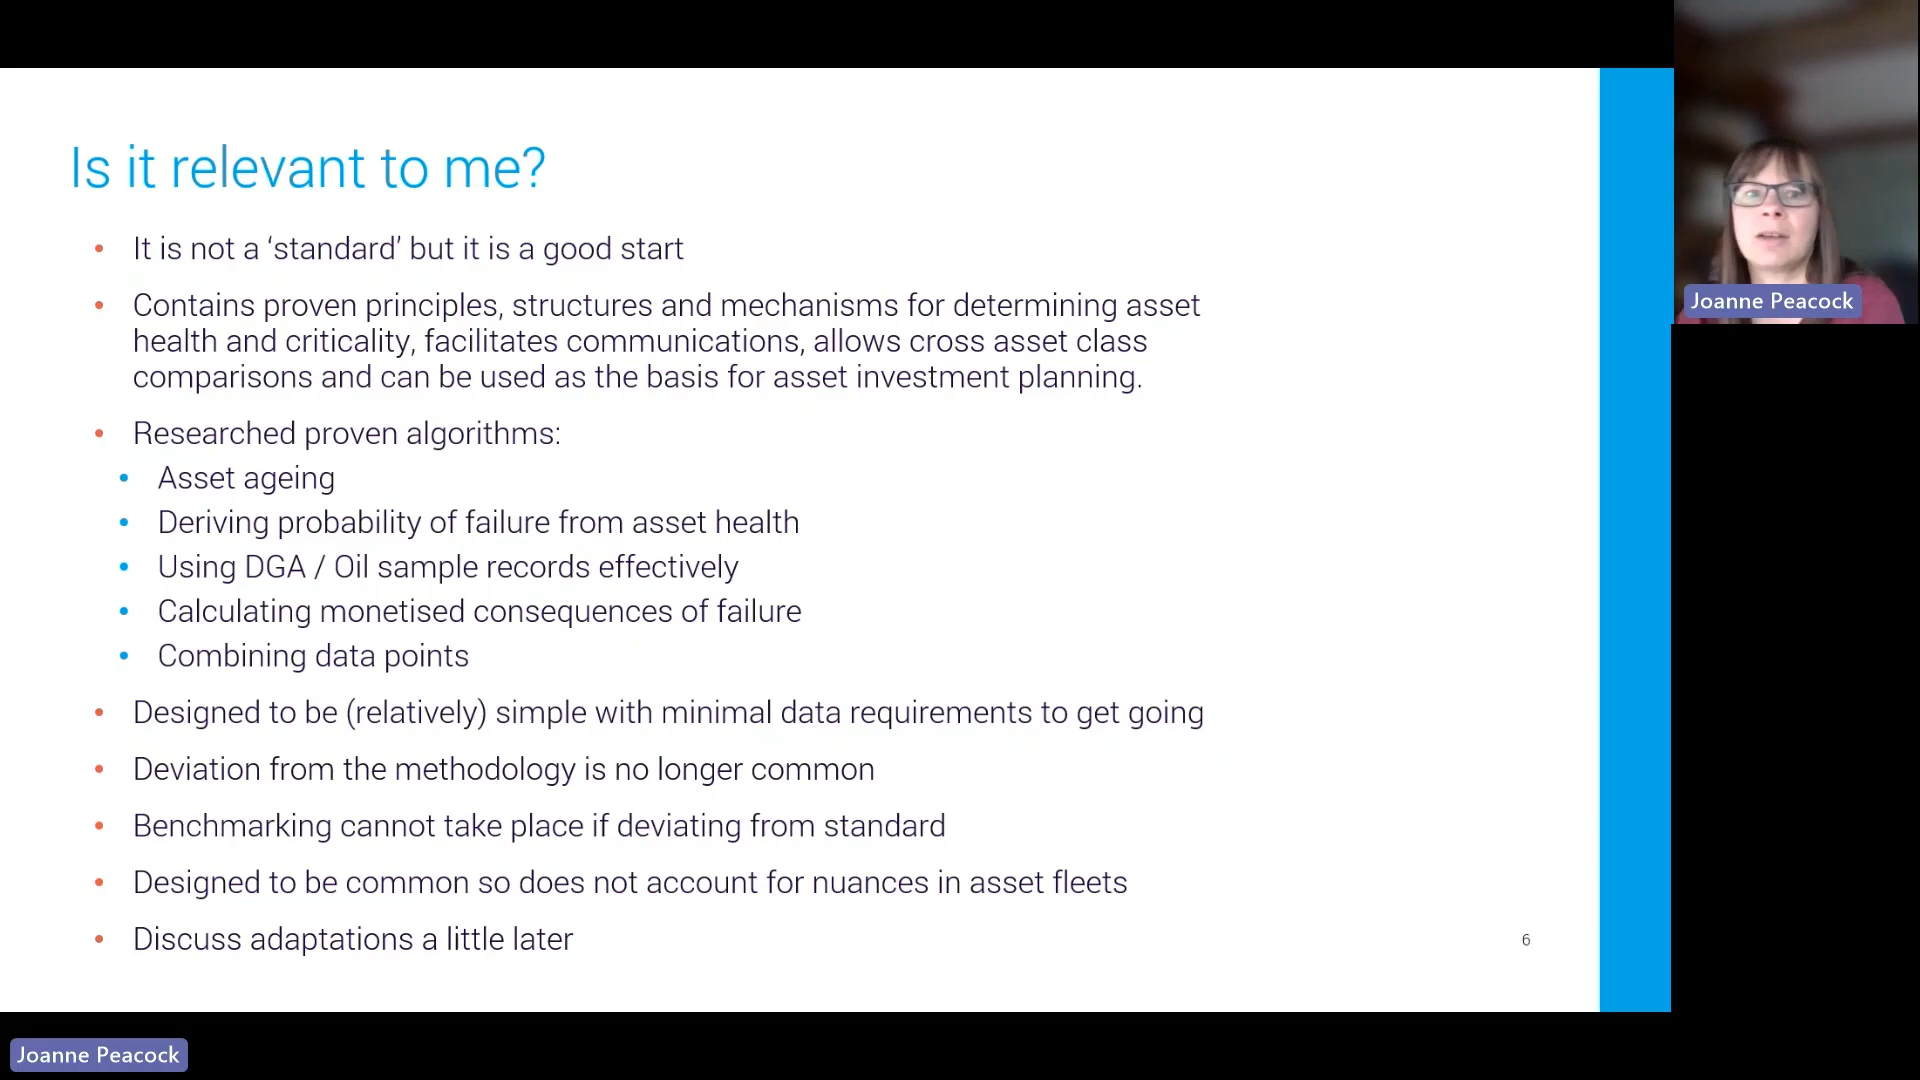 Is it relevant to me?
• It is not a ‘standard’ but it is a good start
• Contains proven principles, structures and mechanisms for determining asset
health and criticality, facilitates communications, allows cross asset class
comparisons and can be used as the basis for asset investment planning.
• Researched proven algorithms:
• Asset ageing
• Deriving probability of failure from asset health
• Using DGA / Oil sample records effectively
• Calculating monetised consequences of failure
• Combining data points
• Designed to be (relatively) simple with minimal data requirements to get going
• Deviation from the methodology is no longer common
• Benchmarking cannot take place if deviating from standard
• Designed to be common so does not account for nuances in asset fleets
• Discuss adaptations a little later
6
Joanne Peacock
Joanne Peacock